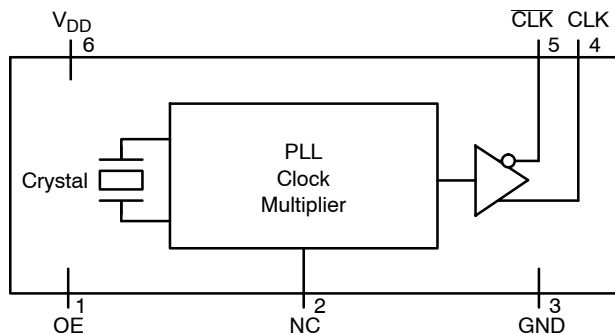 VDD
6
CLK CLK
5 4
Crystal
PLL
Clock
Multiplier
1
OE
2
NC
3
GND